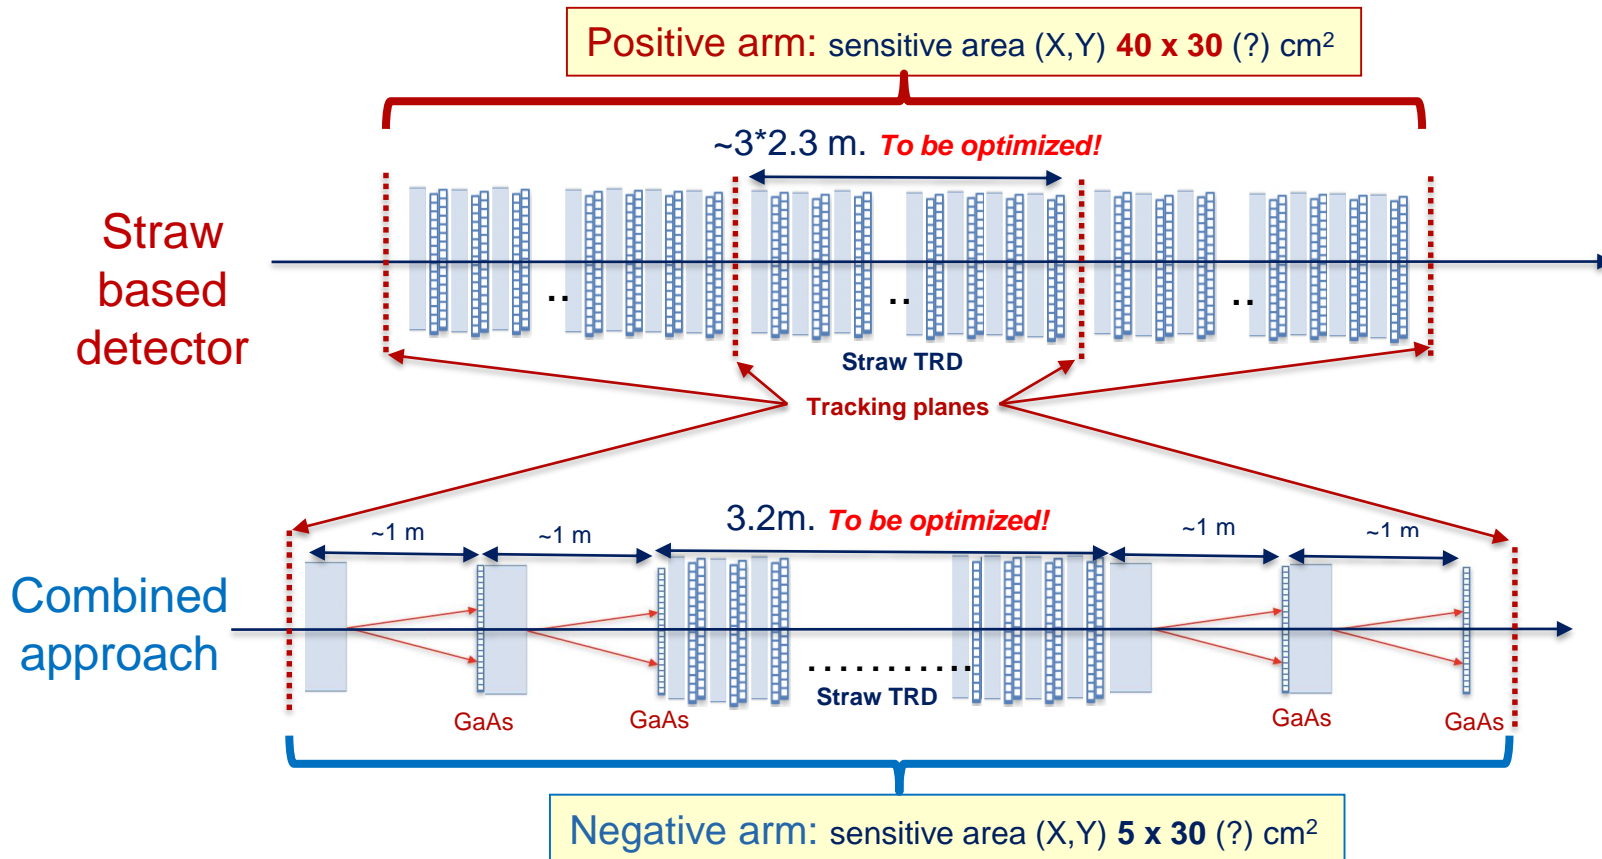 Positive arm: sensitive area (X,Y) 40 x 30 (?) cm²
~3*2.3 m. To be optimized!
Straw
based
detector
..
..
..
Straw TRD
Tracking planes
~1 m
~1 m
3.2m. To be optimized!
~1 m
~1 m
Combined
approach
...........
Straw TRD
GaAs
GaAs
GaAs
GaAs
Negative arm: sensitive area (X,Y) 5 x 30 (?) cm²